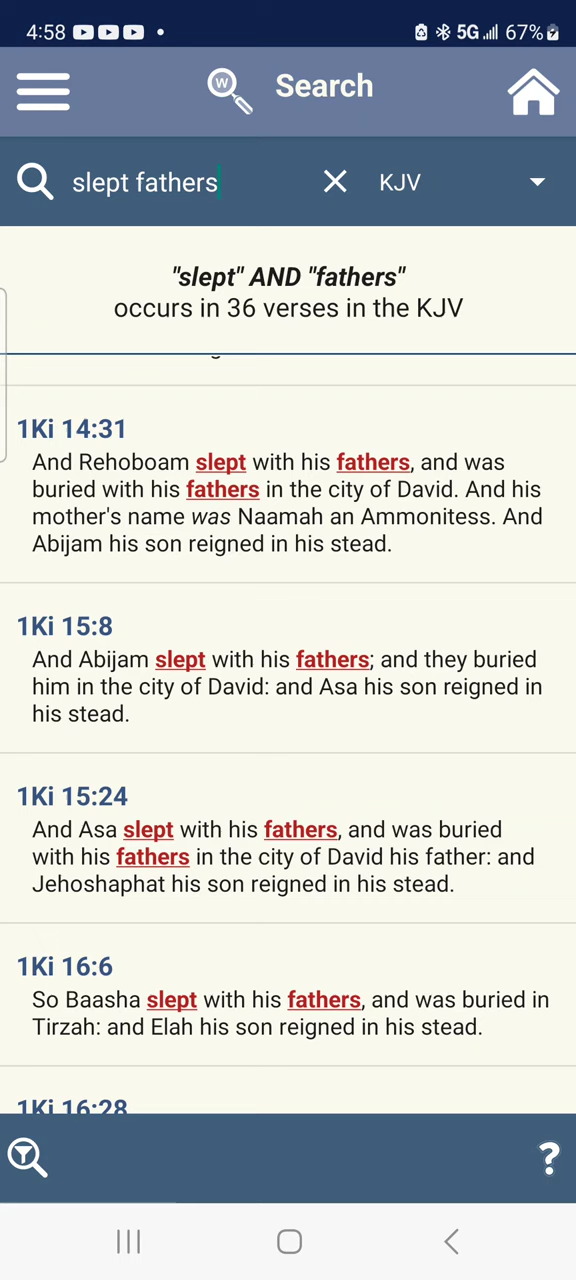 4:58
5G 67%
W Search
slept fathers KJV
"slept" AND "fathers"
occurs in 36 verses in the KJV
1Ki 14:31
And Rehoboam slept with his fathers, and was
buried with his fathers in the city of David. And his
mother's name was Naamah an Ammonitess. And
Abijam his son reigned in his stead.
1Ki 15:8
And Abijam slept with his fathers; and they buried
him in the city of David: and Asa his son reigned in
his stead.
1Ki 15:24
And Asa slept with his fathers, and was buried
with his fathers in the city of David his father: and
Jehoshaphat his son reigned in his stead.
1Ki 16:6
So Baasha slept with his fathers, and was buried in
Tirzah: and Elah his son reigned in his stead.
1Ki 16:28
?